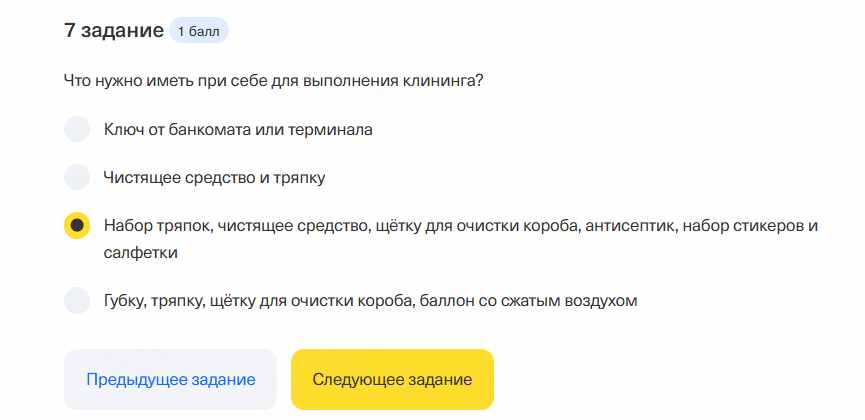 7 задание 1 балл
Что нужно иметь при себе для выполнения клининга?
Ключ от банкомата или терминала
Чистящее средство и тряпку
Набор тряпок, чистящее средство, щётку для очистки короба, антисептик, набор стикеров и
салфетки
Губку, тряпку, щётку для очистки короба, баллон со сжатым воздухом
Предыдущее задание Следующее задание